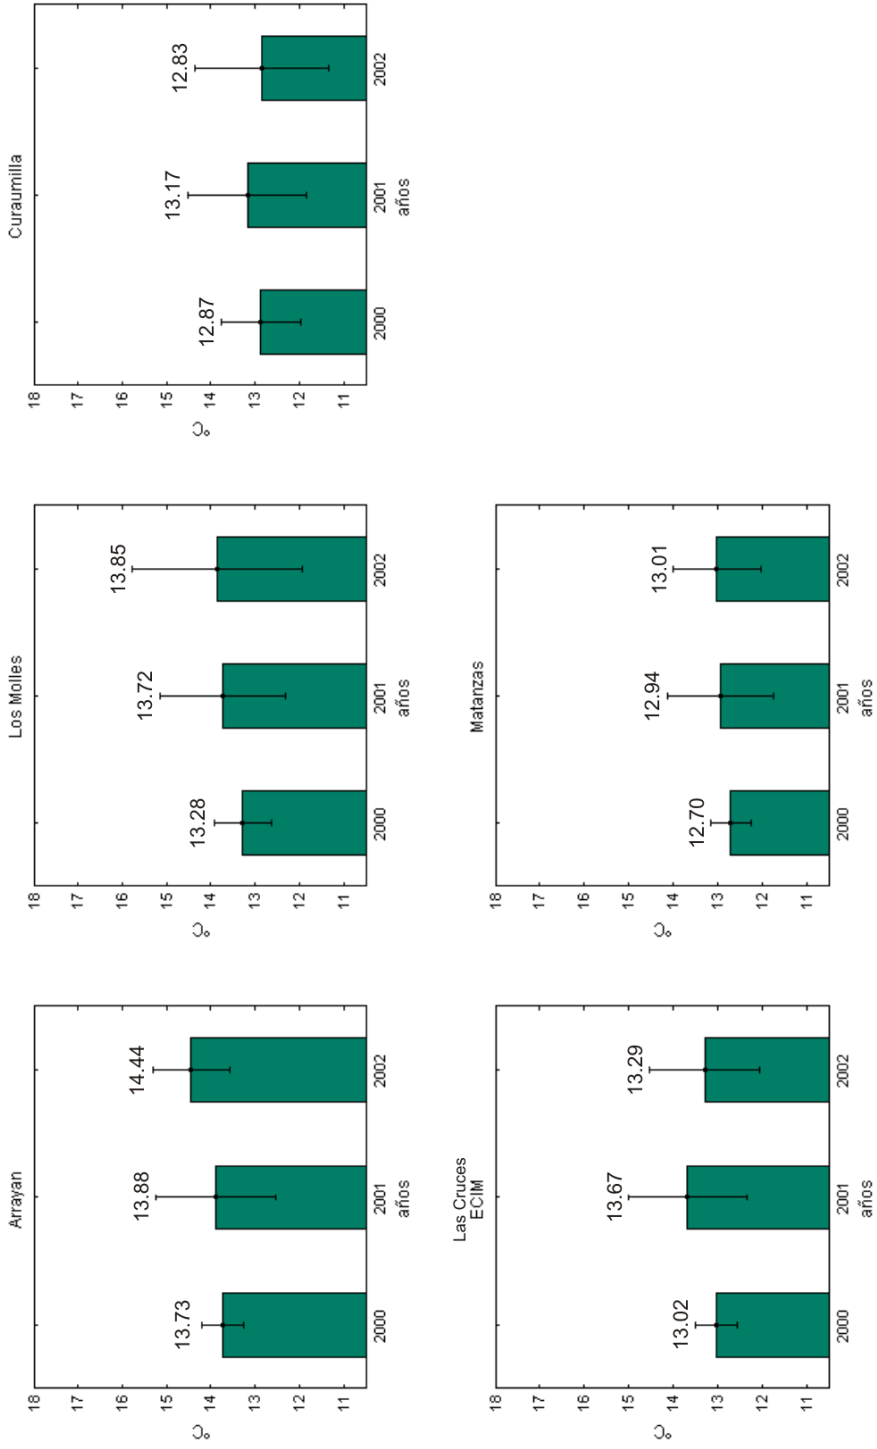 Arrayan
18
17
16
15
14
13
12
11
°C
13.73
13.88
14.44
2000 2001 2002
años
Los Molles
18
17
16
15
14
13
12
11
°C
13.28
13.72
13.85
2000 2001 2002
años
Curaumilla
18
17
16
15
14
13
12
11
°C
12.87
13.17
12.83
2000 2001 2002
años
Las Cruces
ECIM
18
17
16
15
14
13
12
11
°C
13.02
13.67
13.29
2000 2001 2002
años
Matanzas
18
17
16
15
14
13
12
11
°C
12.70
12.94
13.01
2000 2001 2002
años